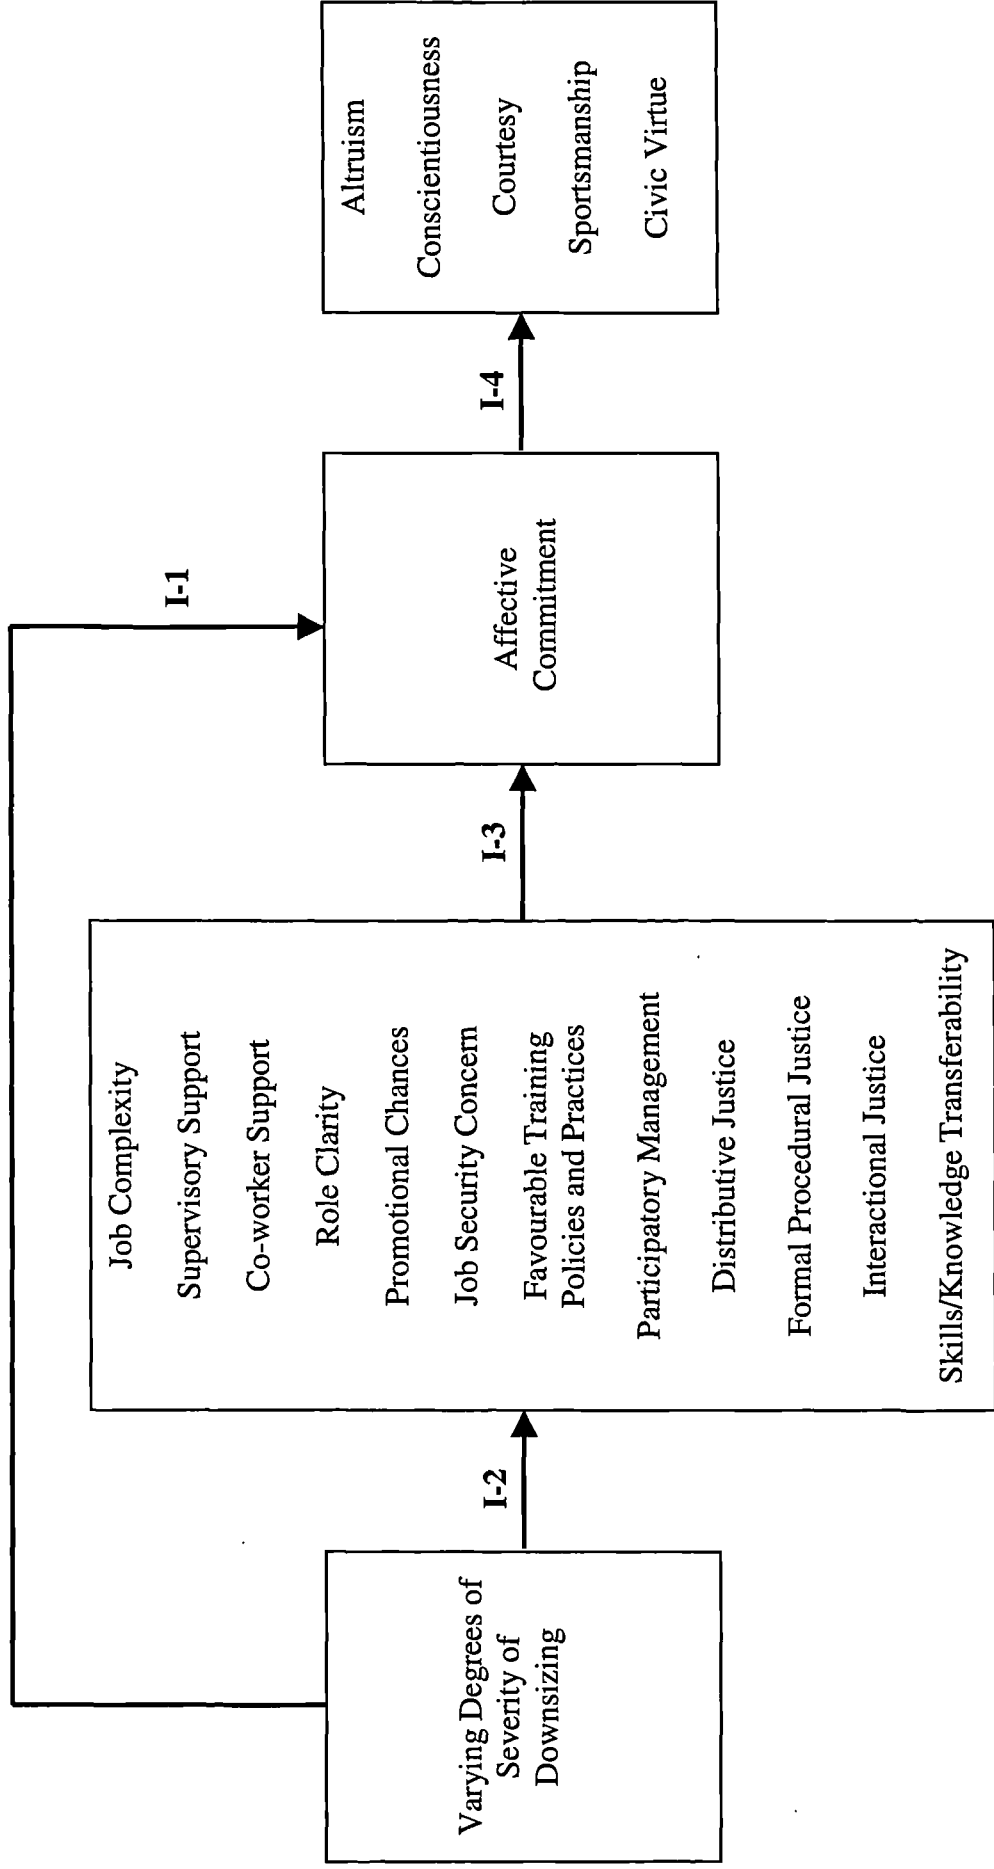 Varying Degrees of
Severity of
Downsizing
I-2
Job Complexity
Supervisory Support
Co-worker Support
Role Clarity
Promotional Chances
Job Security Concern
Favourable Training
Policies and Practices
Participatory Management
Distributive Justice
Formal Procedural Justice
Interactional Justice
Skills/Knowledge Transferability
I-3
I-1
Affective
Commitment
I-4
Altruism
Conscientiousness
Courtesy
Sportsmanship
Civic Virtue